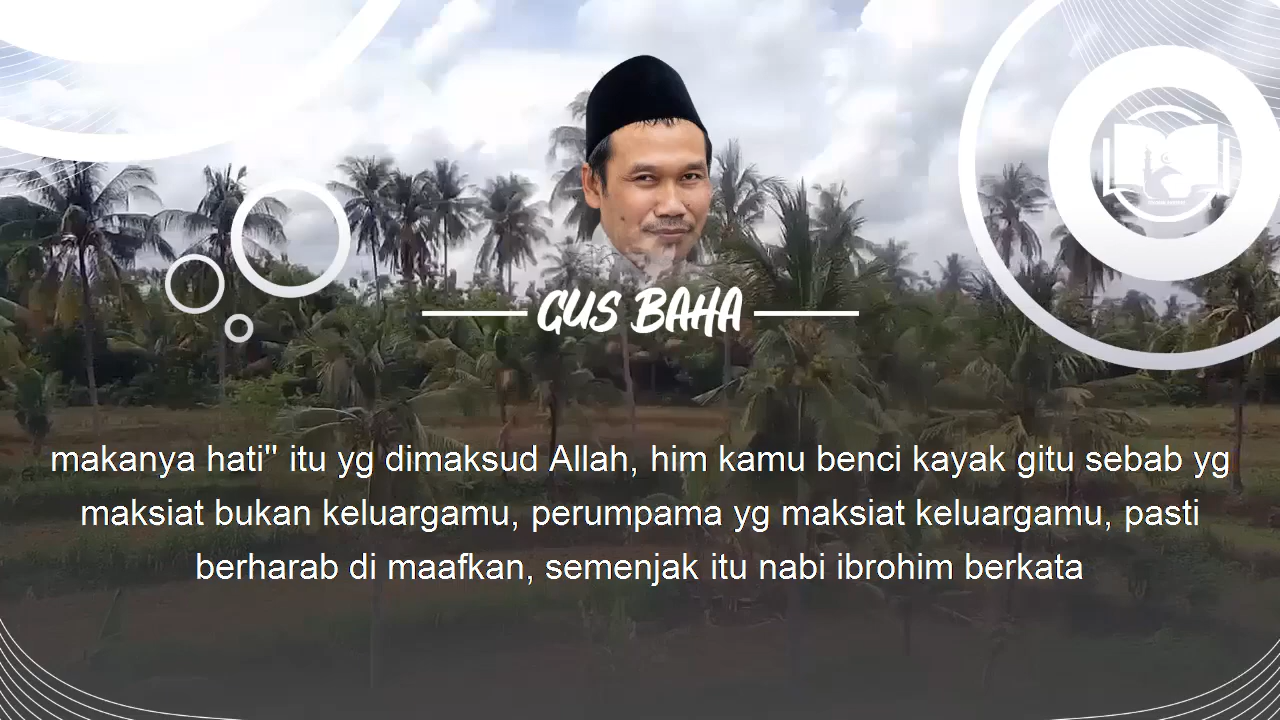 GUS BAHA
makanya hati" itu yg dimaksud Allah, him kamu benci kayak gitu sebab yg
maksiat bukan keluargamu, perumpama yg maksiat keluargamu, pasti
berharab di maafkan, semenjak itu nabi ibrohim berkata